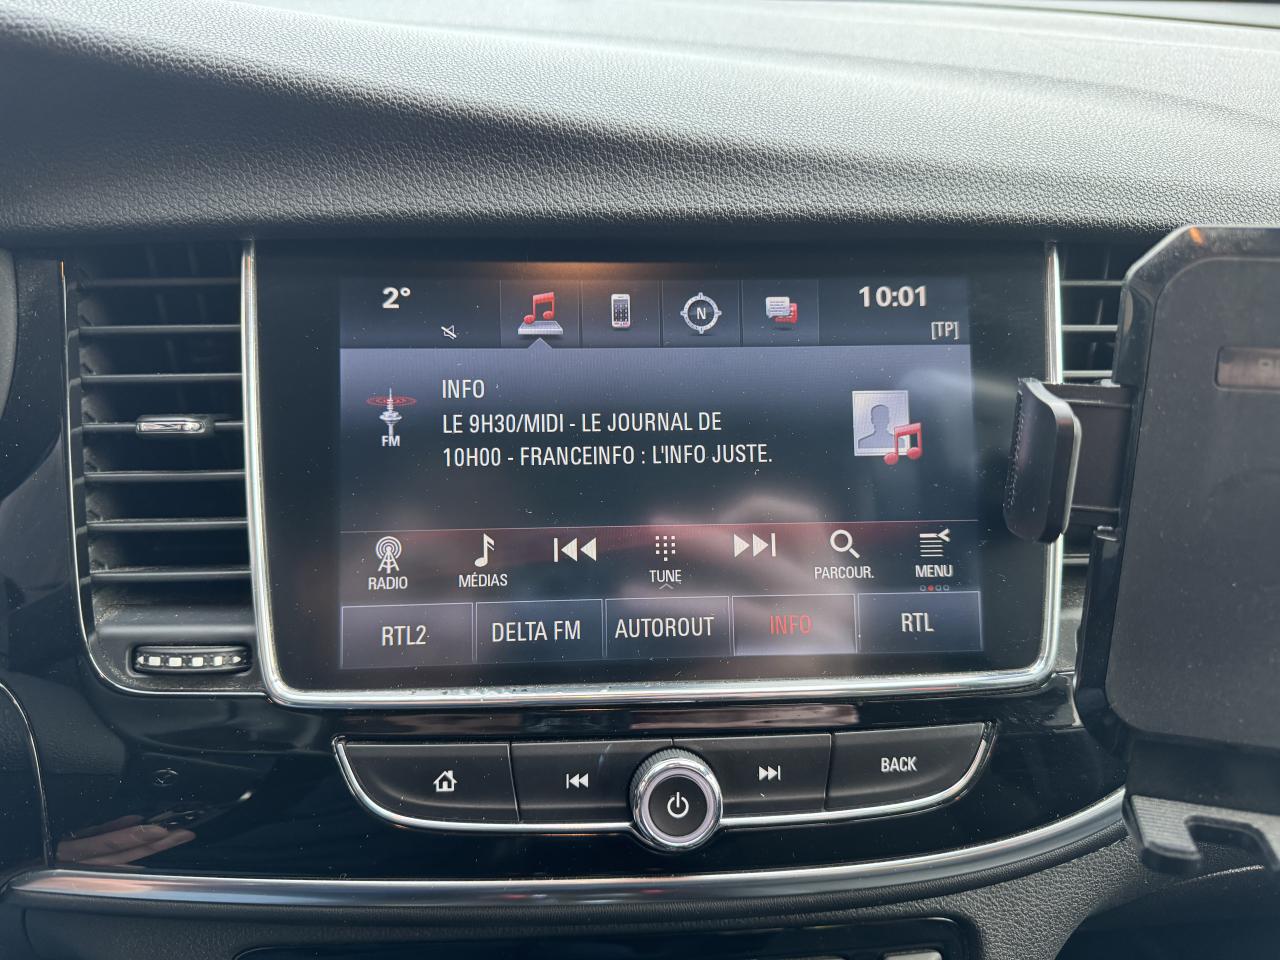 2°
N
10:01
[TP]
FM
INFO
LE 9H30/MIDI - LE JOURNAL DE
10H00 - FRANCEINFO : L'INFO JUSTE.
RADIO
MÉDIAS
TUNE
PARCOUR.
MENU
RTL2
DELTA FM
AUTOROUT
INFO
RTL
BACK